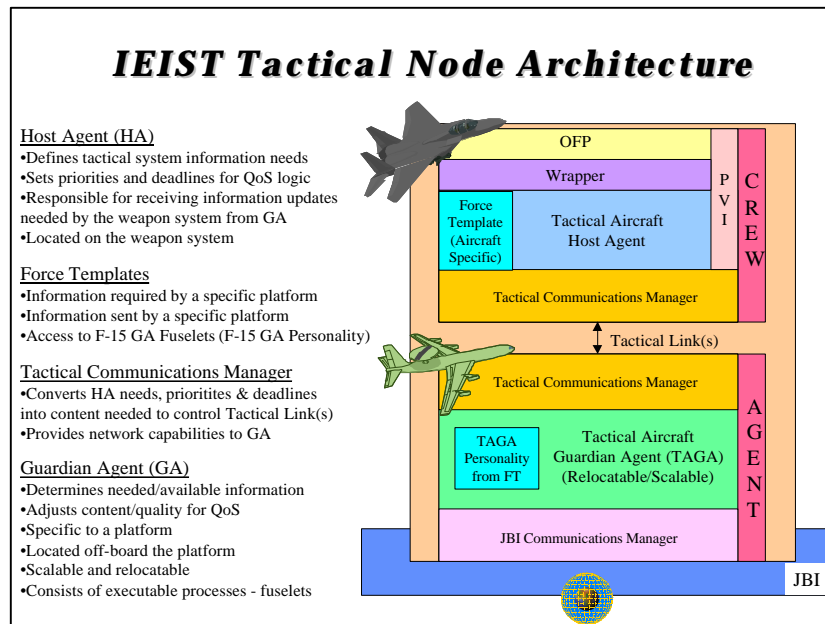 IEIST Tactical Node Architecture
Host Agent (HA)
•Defines tactical system information needs
•Sets priorities and deadlines for QoS logic
•Responsible for receiving information updates
needed by the weapon system from GA
•Located on the weapon system
Force Templates
•Information required by a specific platform
•Information sent by a specific platform
•Access to F-15 GA Fuselets (F-15 GA Personality)
Tactical Communications Manager
•Converts HA needs, prioritites & deadlines
into content needed to control Tactical Link(s)
•Provides network capabilities to GA
Guardian Agent (GA)
•Determines needed/available information
•Adjusts content/quality for QoS
•Specific to a platform
•Located off-board the platform
•Scalable and relocatable
•Consists of executable processes - fuselets
OFP
Wrapper
Force
Template
(Aircraft
Specific)
Tactical Aircraft
Host Agent
PVI
CREW
Tactical Communications Manager
Tactical Link(s)
Tactical Communications Manager
TAGA
Personality
from FT
Tactical Aircraft
Guardian Agent (TAGA)
(Relocatable/Scalable)
AGENT
JBI Communications Manager
JBI